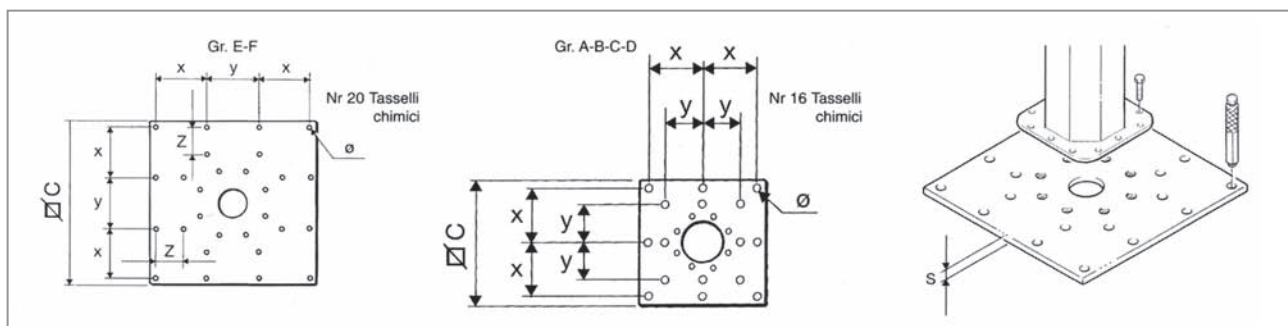 Gr. E-F
x y x
Nr 20 Tasselli
chimici
Z
ø
x
y
x
Z
C
Gr. A-B-C-D
x x
y y
Nr 16 Tasselli
chimici
Ø
x
y
x
y
C
S